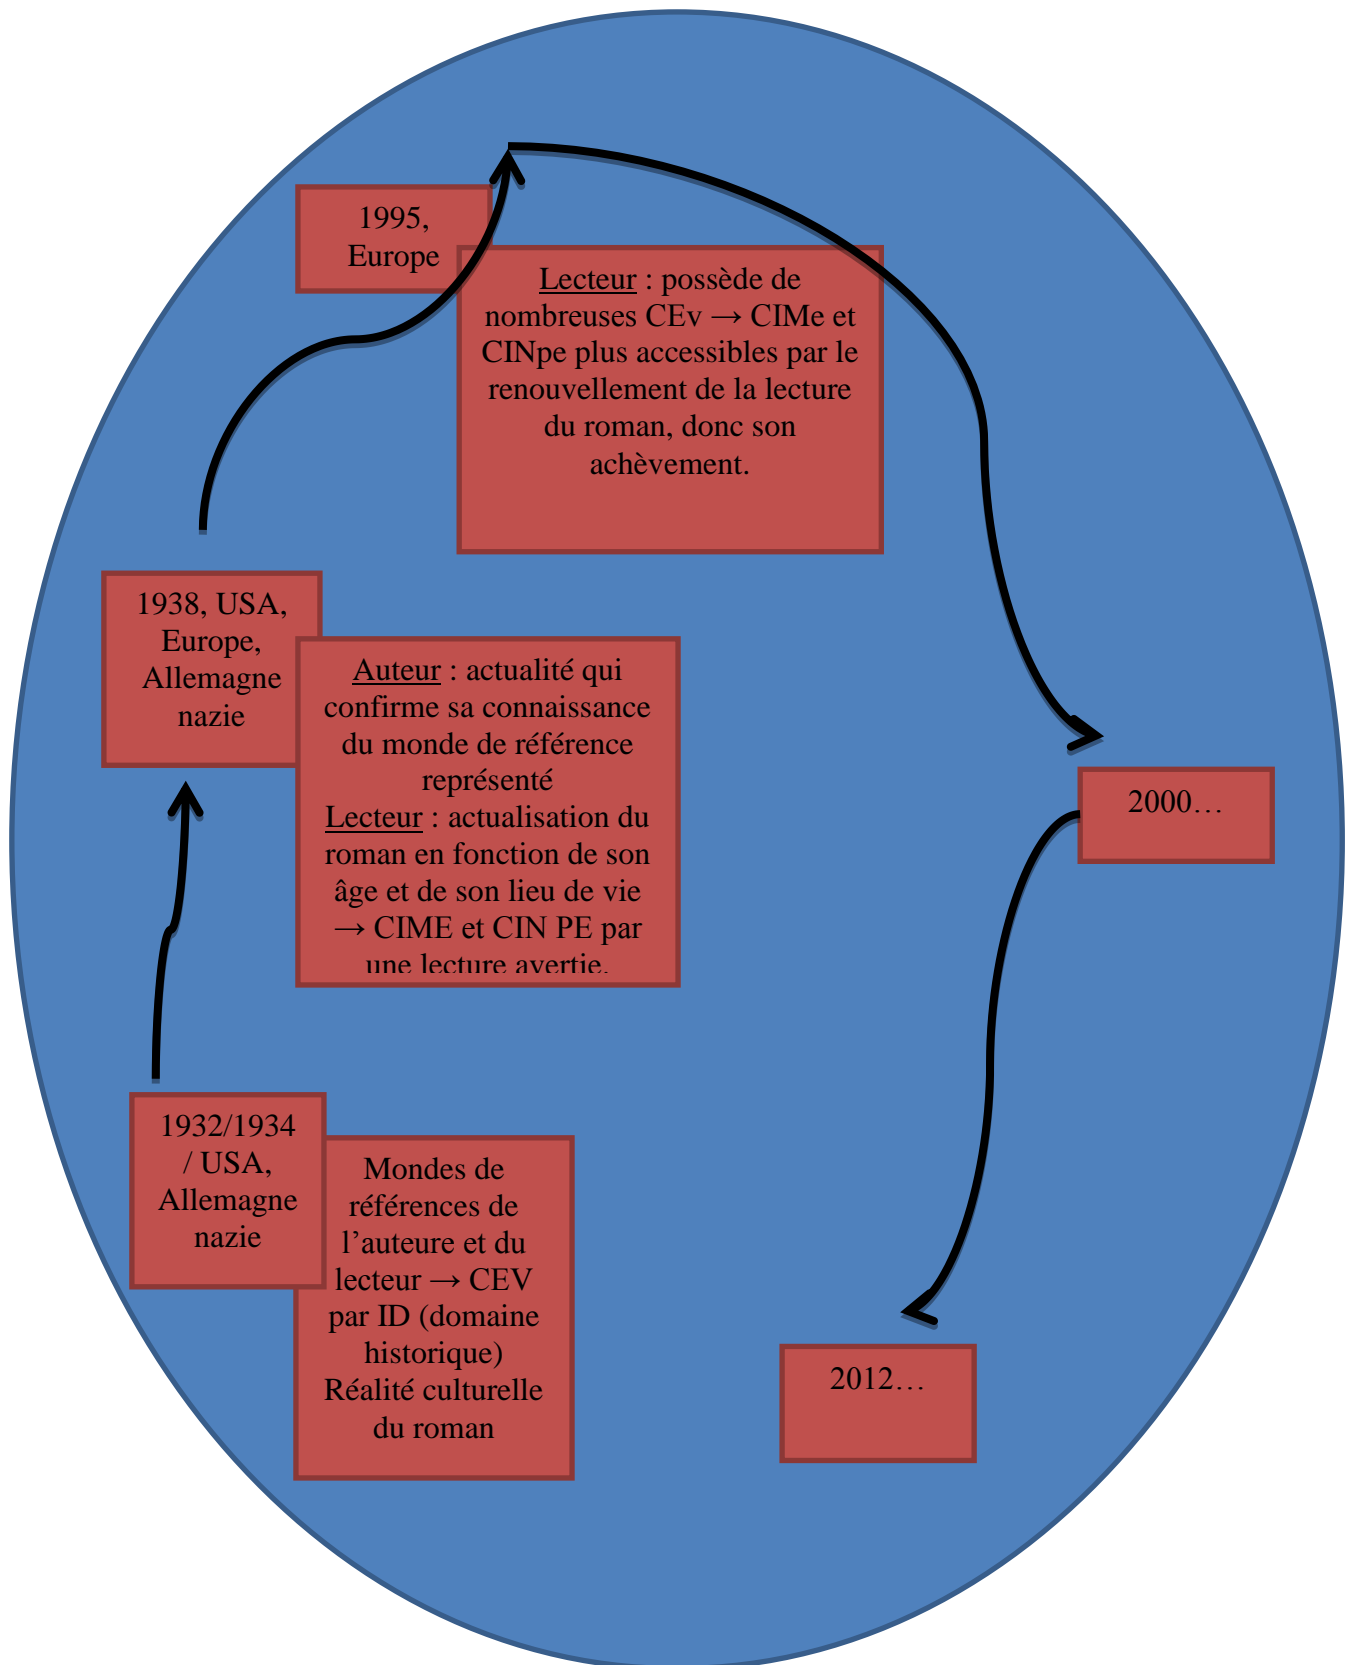 1995,
Europe
Lecteur : possède de
nombreuses CEv → CIMe et
CINpe plus accessibles par le
renouvellement de la lecture
du roman, donc son
achèvement.
1938, USA,
Europe,
Allemagne
nazie
Auteur : actualité qui
confirme sa connaissance
du monde de référence
représenté
Lecteur : actualisation du
roman en fonction de son
âge et de son lieu de vie
→ CIME et CIN PE par
une lecture avertie.
2000…
1932/1934
/ USA,
Allemagne
nazie
Mondes de
références de
l’auteure et du
lecteur → CEV
par ID (domaine
historique)
Réalité culturelle
du roman
2012…